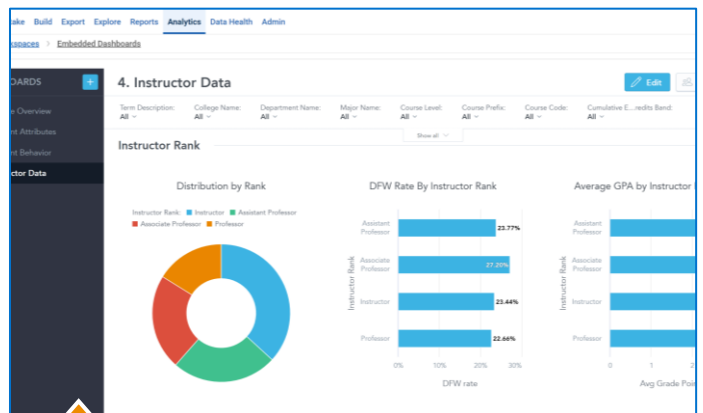 ake Build Export Explore Reports Analytics Data Health Admin
kspaces > Embedded Dashboards
OARDS +
4. Instructor Data
Edit
e Overview
nt Attributes
nt Behavior
ctor Data
Term Description: College Name: Department Name: Major Name: Course Level: Course Prefix: Course Code: Cumulative E...redits Band:
All All All All All All All All
Show all
Instructor Rank
Distribution by Rank
Instructor Rank: Instructor Assistant Professor
Associate Professor Professor
DFW Rate By Instructor Rank
Instructor Rank
Assistant
Professor
23.77%
Associate
Professor
27.20%
Instructor
23.44%
Professor
22.66%
0% 10% 20% 30%
DFW rate
Average GPA by Instructor
Instructor Rank
Assistant
Professor
Associate
Professor
Instructor
Professor
0 1 2
Avg Grade Poi